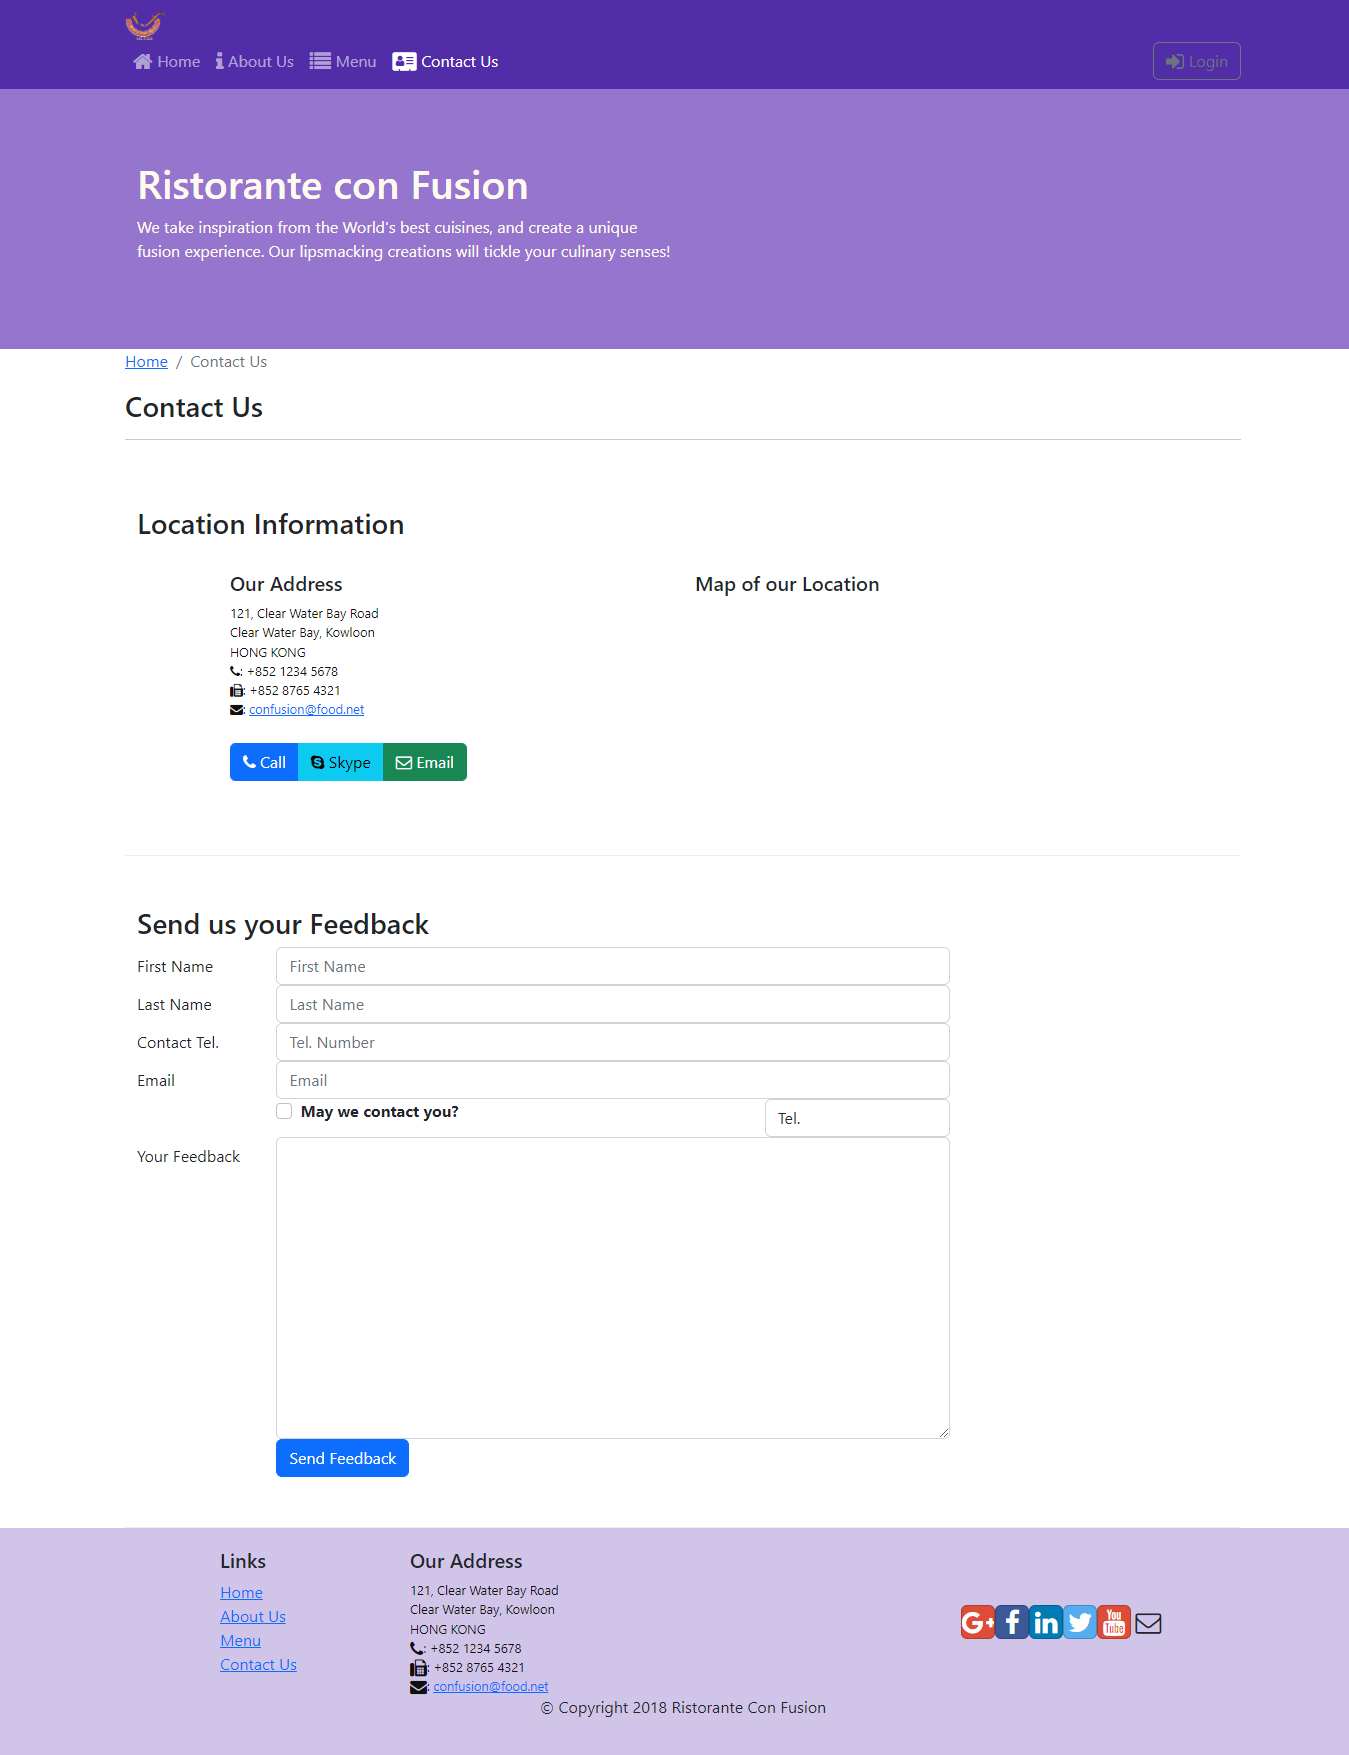 Home About Us Menu Contact Us Login
Ristorante con Fusion
We take inspiration from the World's best cuisines, and create a unique
fusion experience. Our lipsmacking creations will tickle your culinary senses!
Home / Contact Us
Contact Us
Location Information
Our Address
121, Clear Water Bay Road
Clear Water Bay, Kowloon
HONG KONG
: +852 1234 5678
: +852 8765 4321
: confusion@food.net
Call Skype Email
Map of our Location
Send us your Feedback
First Name First Name
Last Name Last Name
Contact Tel. Tel. Number
Email Email
May we contact you? Tel.
Your Feedback
Send Feedback
Links
Home
About Us
Menu
Contact Us
Our Address
121, Clear Water Bay Road
Clear Water Bay, Kowloon
HONG KONG
: +852 1234 5678
: +852 8765 4321
: confusion@food.net
G+ f in You Tube
© Copyright 2018 Ristorante Con Fusion